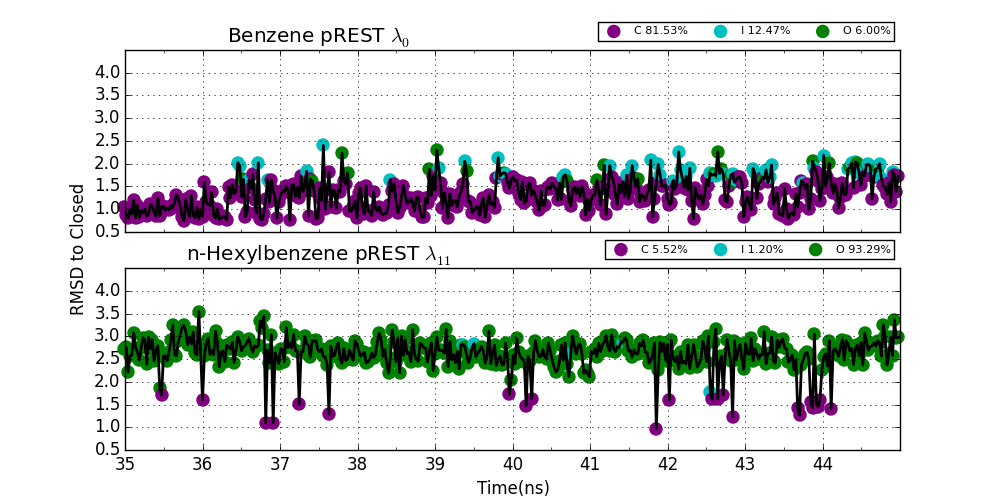 Benzene pREST λ0
C 81.53% I 12.47% O 6.00%
4.0
3.5
3.0
2.5
2.0
1.5
1.0
0.5
RMSD to Closed
n-Hexylbenzene pREST λ11
C 5.52% I 1.20% O 93.29%
4.0
3.5
3.0
2.5
2.0
1.5
1.0
0.5
35 36 37 38 39 40 41 42 43 44
Time(ns)